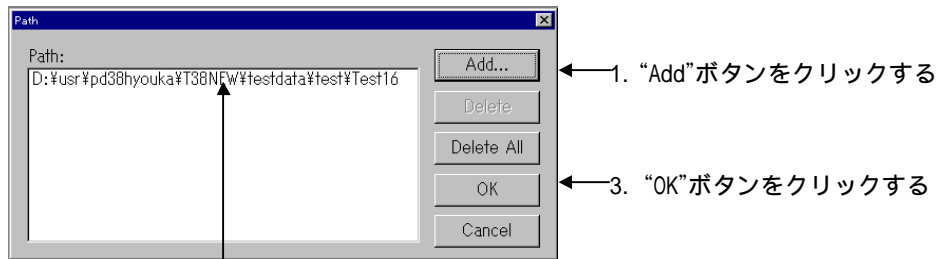 Path
Path:
D:¥usr¥pd38hyouka¥T38NEW¥testdata¥test¥Test16
Add...
Delete
Delete All
OK
Cancel
1. “Add”ボタンをクリックする
3. “OK”ボタンをクリックする